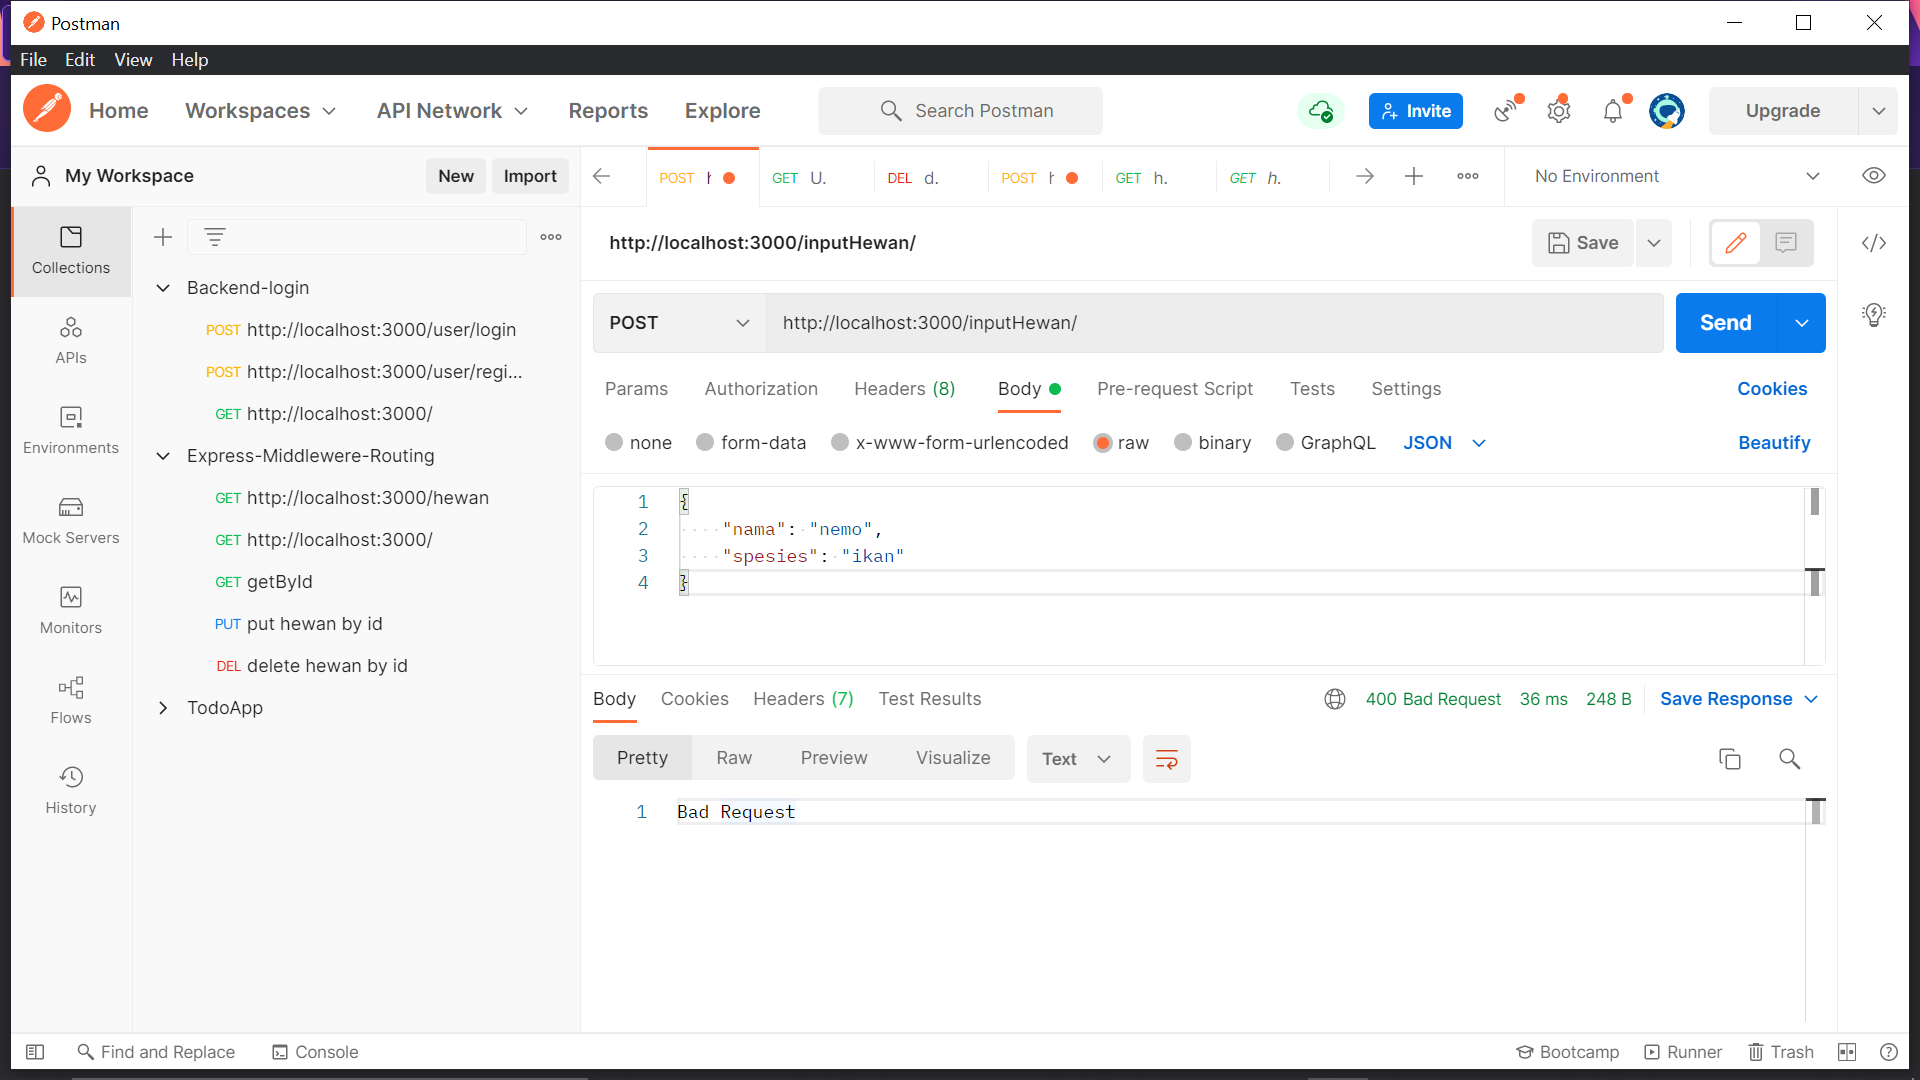 Postman
File Edit View Help
Home Workspaces API Network Reports Explore Search Postman Invite Upgrade
My Workspace New Import
POST GET U. DEL d. POST GET h. GET h. No Environment
Collections
APIs
Environments
Mock Servers
Monitors
Flows
History
Backend-login
POST http://localhost:3000/user/login
POST http://localhost:3000/user/regi...
GET http://localhost:3000/
Express-Middlewere-Routing
GET http://localhost:3000/hewan
GET http://localhost:3000/
GET getById
PUT put hewan by id
DEL delete hewan by id
TodoApp
http://localhost:3000/inputHewan/ Save
POST http://localhost:3000/inputHewan/ Send
Params Authorization Headers (8) Body Pre-request Script Tests Settings Cookies
none form-data x-www-form-urlencoded raw binary GraphQL JSON Beautify
1 {
2 "nama": "nemo",
3 "spesies": "ikan"
4 }
Body Cookies Headers (7) Test Results 400 Bad Request 36 ms 248 B Save Response
Pretty Raw Preview Visualize Text
1 Bad Request
Find and Replace Console Bootcamp Runner Trash